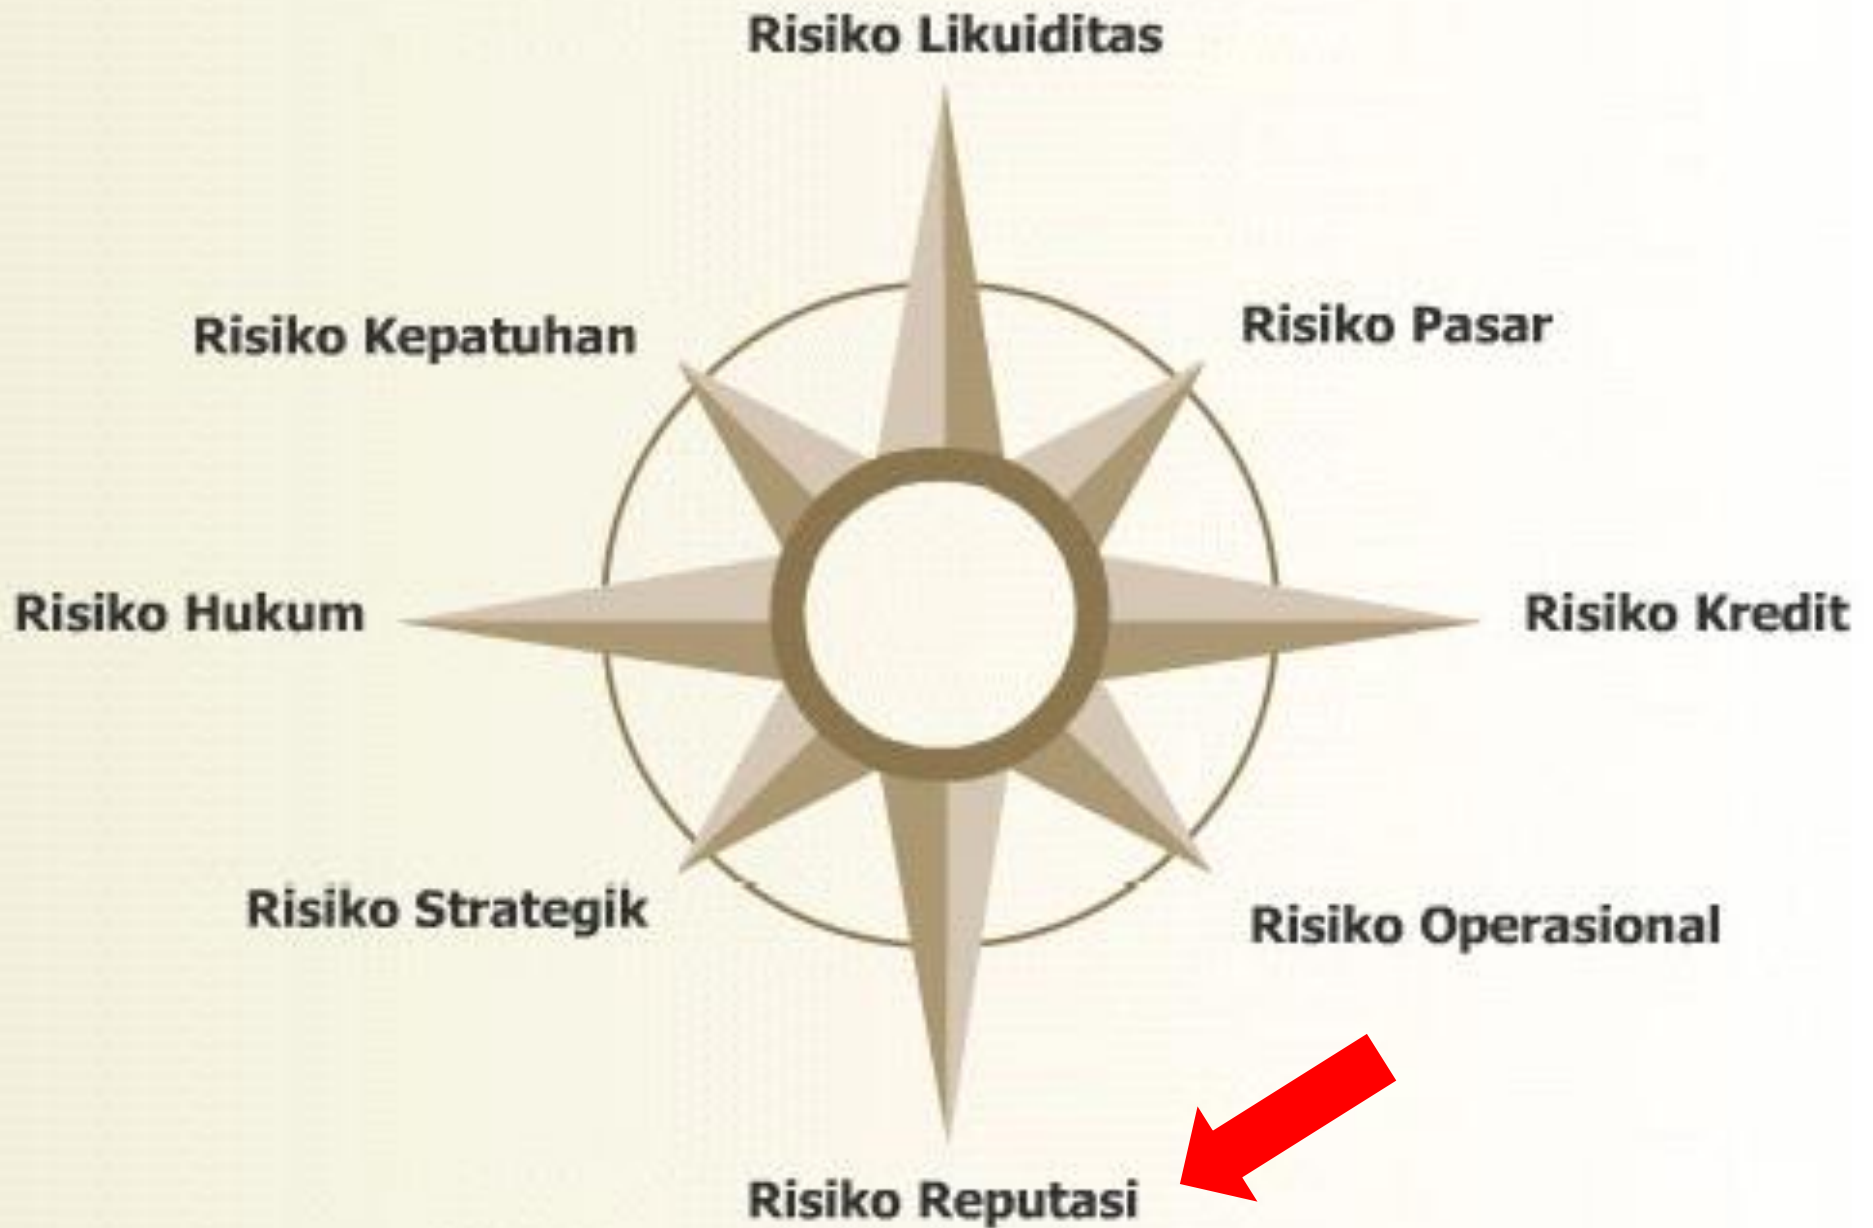 Risiko Likuiditas
Risiko Pasar
Risiko Kepatuhan
Risiko Hukum
Risiko Kredit
Risiko Strategik
Risiko Operasional
Risiko Reputasi